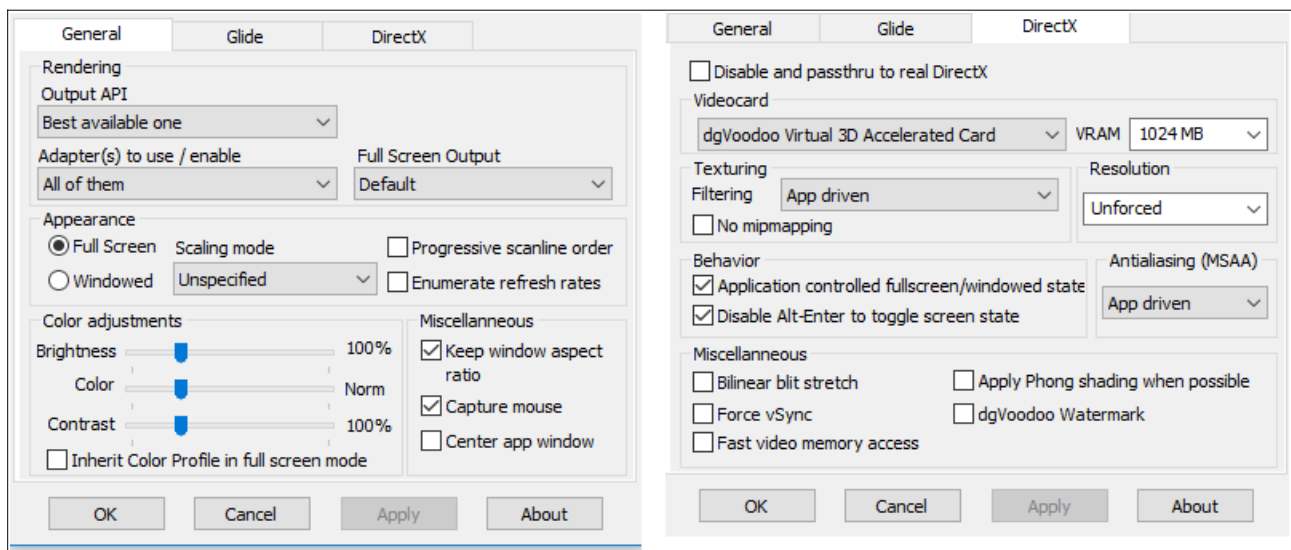 General
Glide
DirectX
Rendering
Output API
Best available one
Adapter(s) to use / enable
Full Screen Output
All of them
Default
Appearance
Full Screen
Scaling mode
Progressive scanline order
Windowed
Unspecified
Enumerate refresh rates
Color adjustments
Brightness
100%
Color
Norm
Contrast
100%
Inherit Color Profile in full screen mode
Miscellaneous
Keep window aspect
ratio
Capture mouse
Center app window
OK
Cancel
Apply
About
General
Glide
DirectX
Disable and passthru to real DirectX
Videocard
dgVoodoo Virtual 3D Accelerated Card
VRAM
1024 MB
Texturing
Filtering
App driven
No mipmapping
Resolution
Unforced
Behavior
Application controlled fullscreen/windowed state
Disable Alt-Enter to toggle screen state
Antialiasing (MSAA)
App driven
Miscellaneous
Bilinear blit stretch
Apply Phong shading when possible
Force vSync
dgVoodoo Watermark
Fast video memory access
OK
Cancel
Apply
About